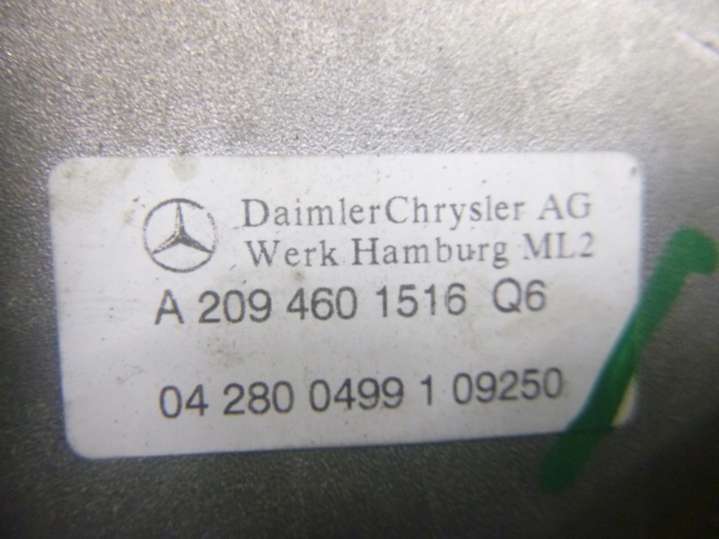 DaimlerChrysler AG
Werk Hamburg ML2
A 209 460 1516 Q6
04 280 0499 1 09250